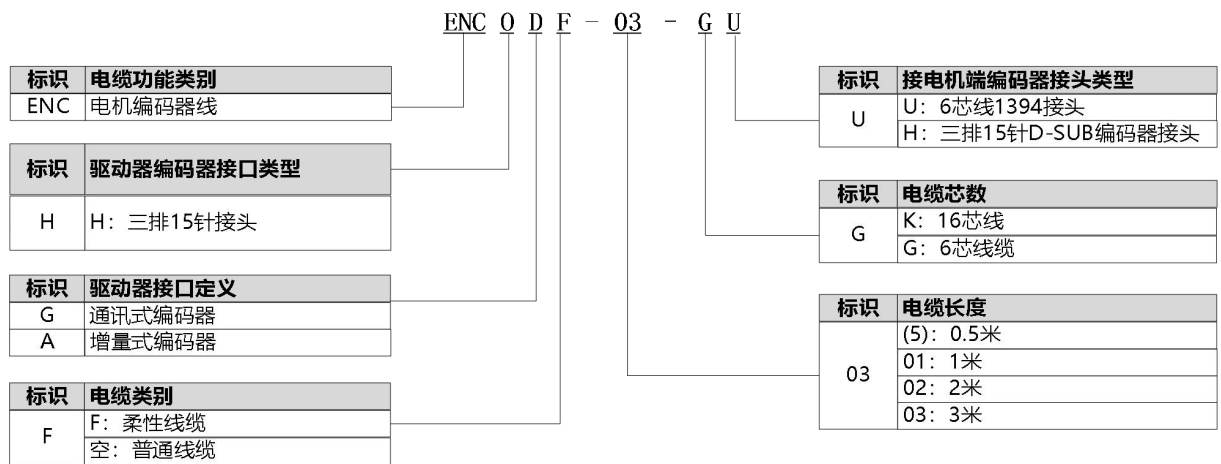 ENC O D F - 03 - G U
标识 电缆功能类别
ENC 电机编码器线
标识 驱动器编码器接口类型
H H：三排15针接头
标识 驱动器接口定义
G 通讯式编码器
A 增量式编码器
标识 电缆类别
F F：柔性线缆
空：普通线缆
标识 接电机端编码器接头类型
U U：6芯线1394接头
H：三排15针D-SUB编码器接头
标识 电缆芯数
G K：16芯线
G：6芯线缆
标识 电缆长度
03 (5)：0.5米
01：1米
02：2米
03：3米